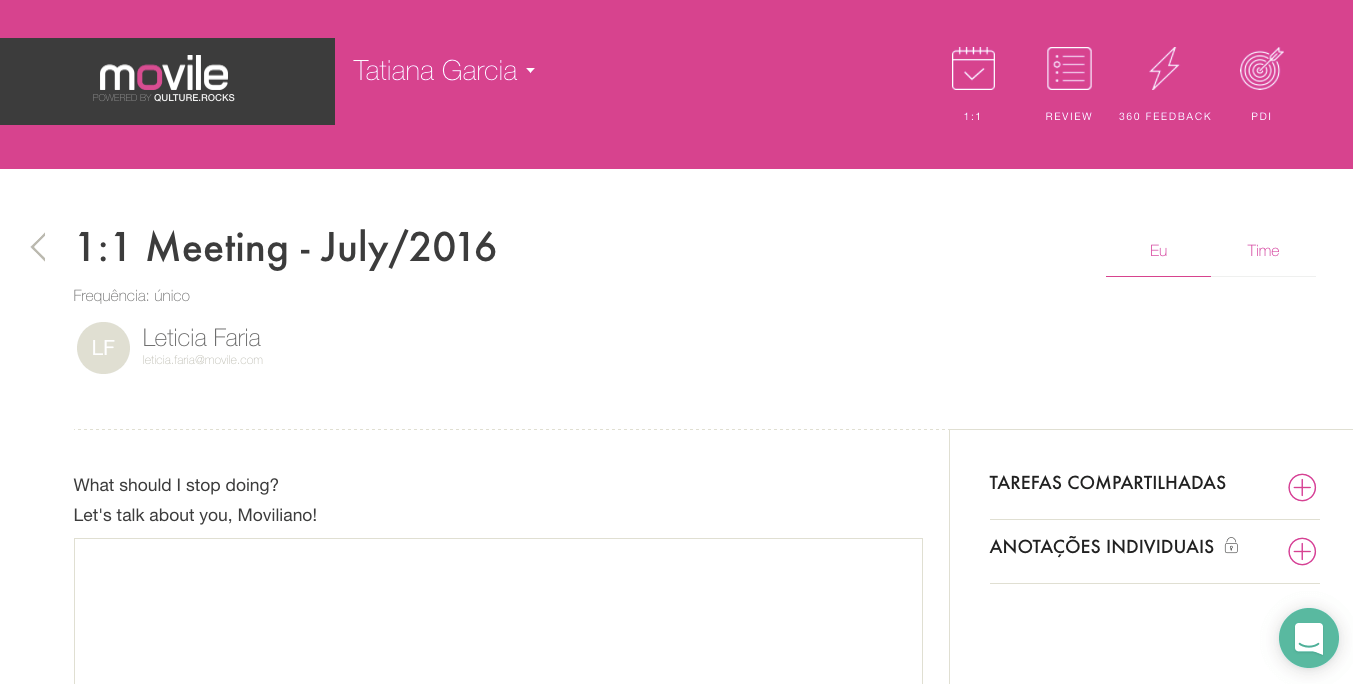 movile
POWERED BY QULTURE.ROCKS
Tatiana Garcia
1:1
REVIEW
360 FEEDBACK
PDI
1:1 Meeting - July/2016
Eu
Time
Frequência: único
LF
Leticia Faria
leticia.faria@movile.com
What should I stop doing?
Let's talk about you, Moviliano!
TAREFAS COMPARTILHADAS
ANOTAÇÕES INDIVIDUAIS